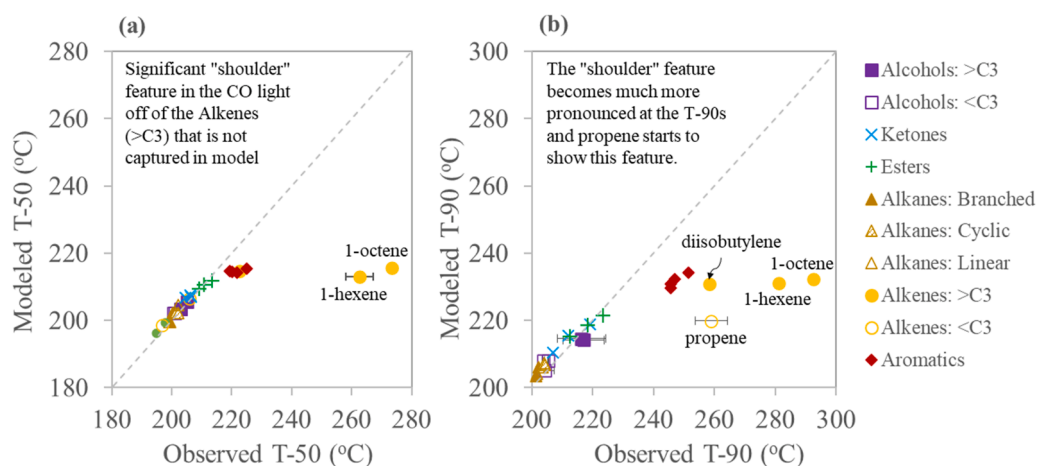 (a)
280
260
240
220
200
180
180 200 220 240 260 280
Modeled T-50 (°C)
Observed T-50 (°C)
Significant "shoulder"
feature in the CO light
off of the Alkenes
(>C3) that is not
captured in model
1-octene
1-hexene
(b)
300
280
260
240
220
200
200 220 240 260 280 300
Modeled T-90 (°C)
Observed T-90 (°C)
The "shoulder" feature
becomes much more
pronounced at the T-90s
and propene starts to
show this feature.
diisobutylene
1-octene
1-hexene
propene
Alcohols: >C3
Alcohols: <C3
Ketones
Esters
Alkanes: Branched
Alkanes: Cyclic
Alkanes: Linear
Alkenes: >C3
Alkenes: <C3
Aromatics